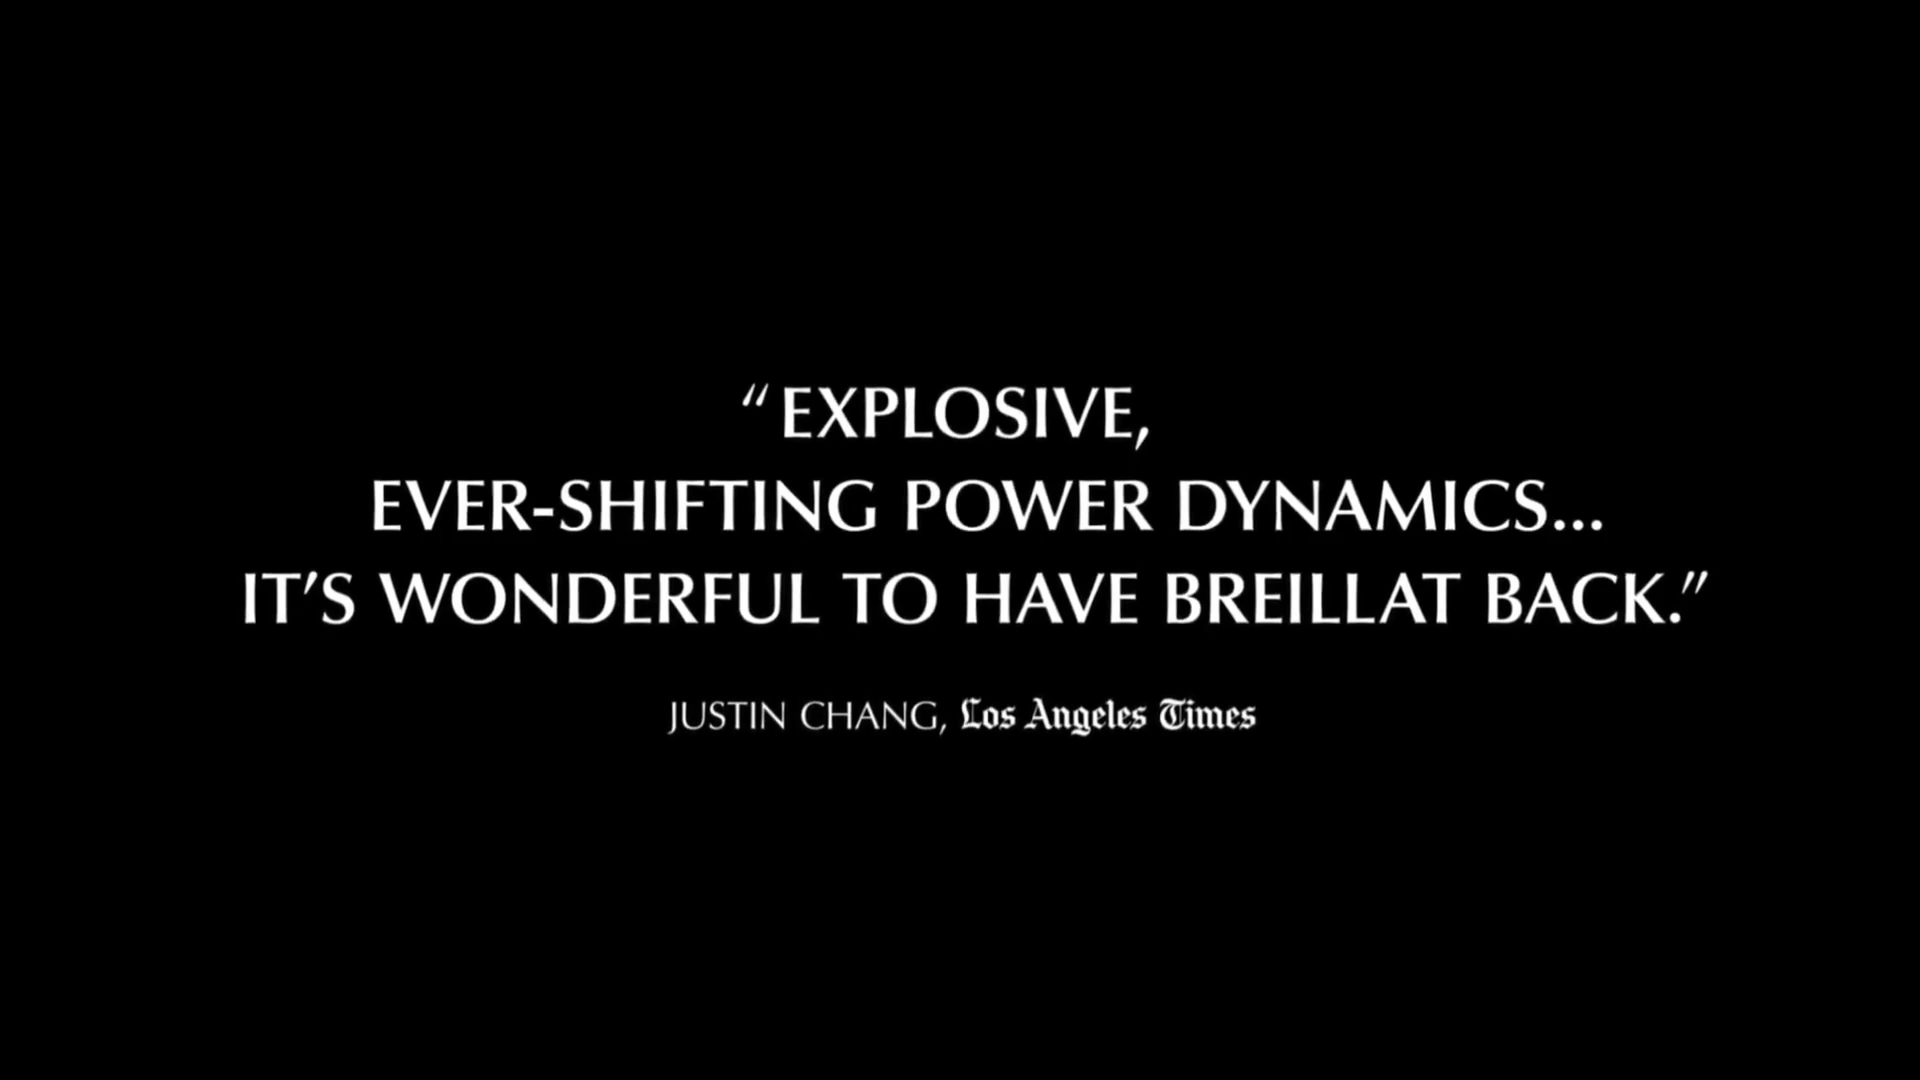 “EXPLOSIVE,
EVER-SHIFTING POWER DYNAMICS...
IT’S WONDERFUL TO HAVE BREILLAT BACK.”
JUSTIN CHANG, Los Angeles Times